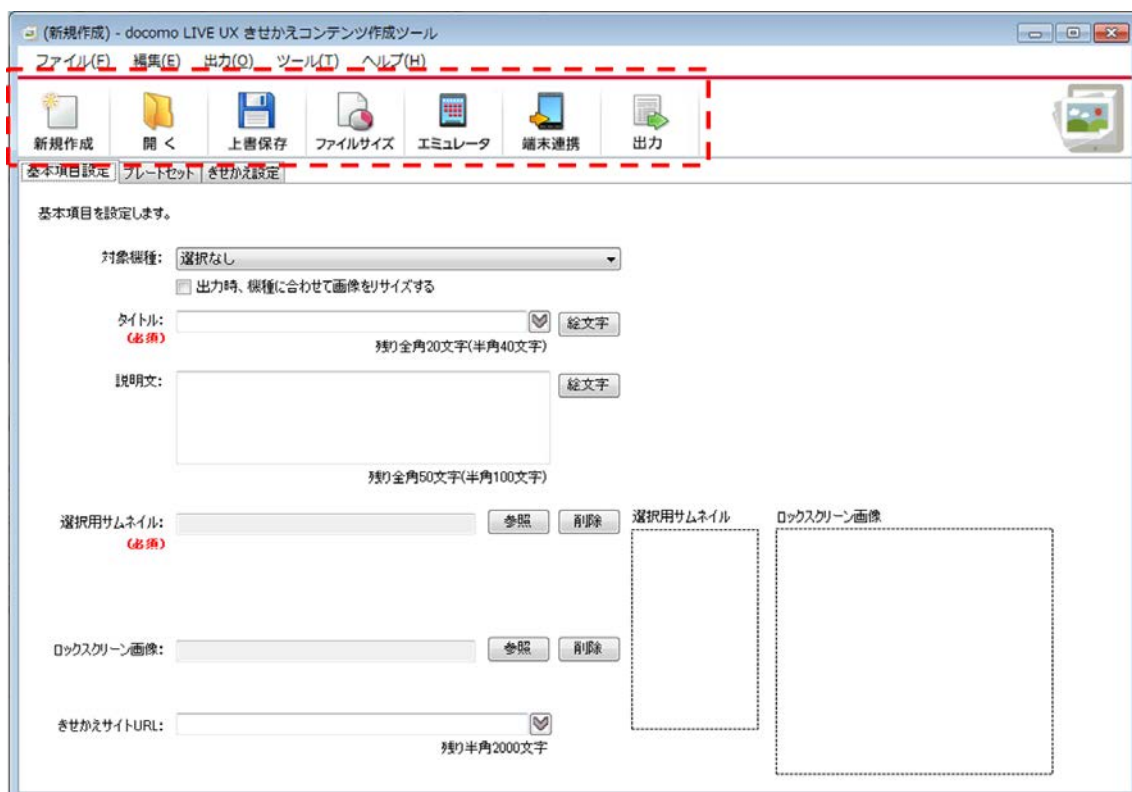 (新規作成) - docomo LIVE UX きせかえコンテンツ作成ツール
ファイル(F) 編集(E) 出力(O) ツール(T) ヘルプ(H)
新規作成 開く 上書保存 ファイルサイズ エミュレータ 端末連携 出力
基本項目設定 プレートセット きせかえ設定
基本項目を設定します。
対象機種: 選択なし
出力時、機種に合わせて画像をリサイズする
タイトル: 絵文字
(必須)
残り全角20文字(半角40文字)
説明文: 絵文字
残り全角50文字(半角100文字)
選択用サムネイル: 参照 削除 選択用サムネイル ロックスクリーン画像
(必須)
ロックスクリーン画像: 参照 削除
きせかえサイトURL:
残り半角2000文字